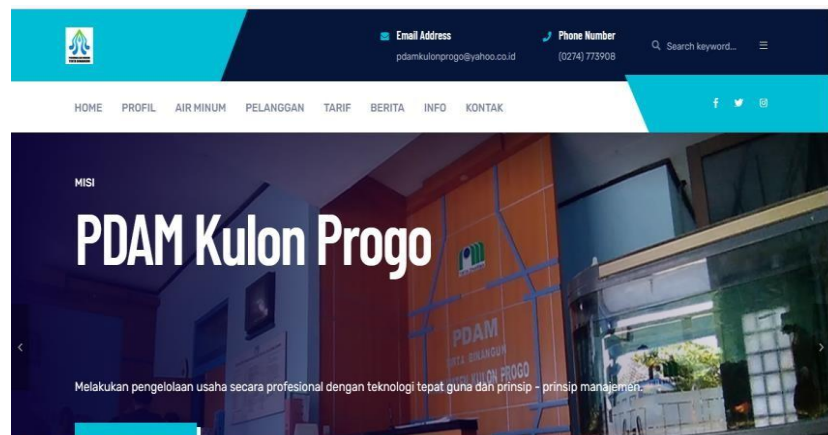 Email Address
pdamkulonprogo@yahoo.co.id
Phone Number
(0274) 773908
Search keyword...
HOME PROFIL AIR MINUM PELANGGAN TARIF BERITA INFO KONTAK
MISI
PDAM Kulon Progo
PDAM
TIRTA BINANGUN
KULON PROGO
Melakukan pengelolaan usaha secara profesional dengan teknologi tepat guna dan prinsip - prinsip manajemen.